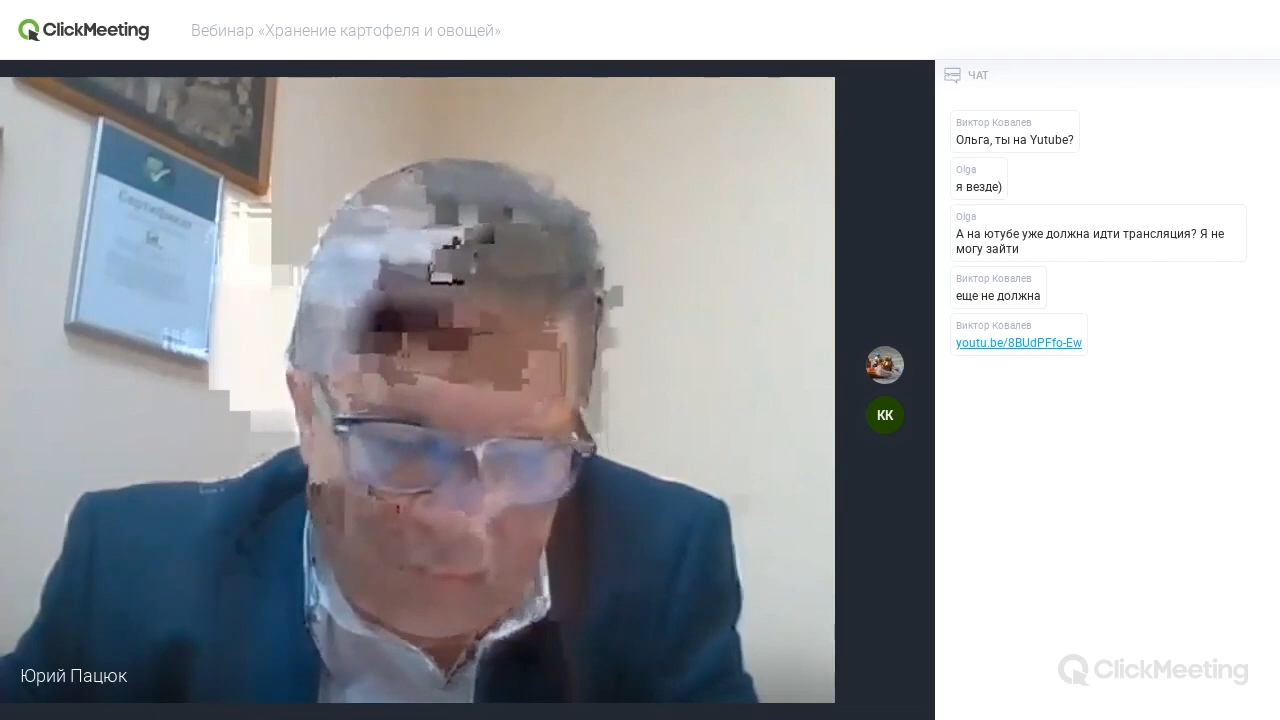 ClickMeeting
Вебинар «Хранение картофеля и овощей»
ЧАТ
Виктор Ковалев
Ольга, ты на Yutube?
Olga
я везде)
Olga
А на ютубе уже должна идти трансляция? Я не
могу зайти
Виктор Ковалев
еще не должна
Виктор Ковалев
youtu.be/8BUdPFfo-Ew
Сертификат
КК
Юрий Пацюк
ClickMeeting